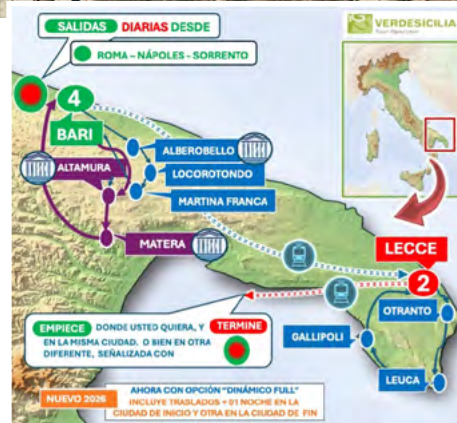 SALIDAS DIARIAS DESDE
ROMA – NÁPOLES - SORRENTO
VERDESICILIA
4
BARI
ALTAMURA
ALBEROBELLO
LOCOROTONDO
MARTINA FRANCA
MATERA
LECCE
2
OTRANTO
GALLIPOLI
LEUCA
EMPIECE DONDE USTED QUIERA, Y TERMINE
EN LA MISMA CIUDAD. O BIEN EN OTRA
DIFERENTE, SEÑALIZADA CON
NUEVO 2026
AHORA CON OPCIÓN "DINÁMICO FULL"
INCLUYE TRASLADOS + 01 NOCHE EN LA
CIUDAD DE INICIO Y OTRA EN LA CIUDAD DE FIN